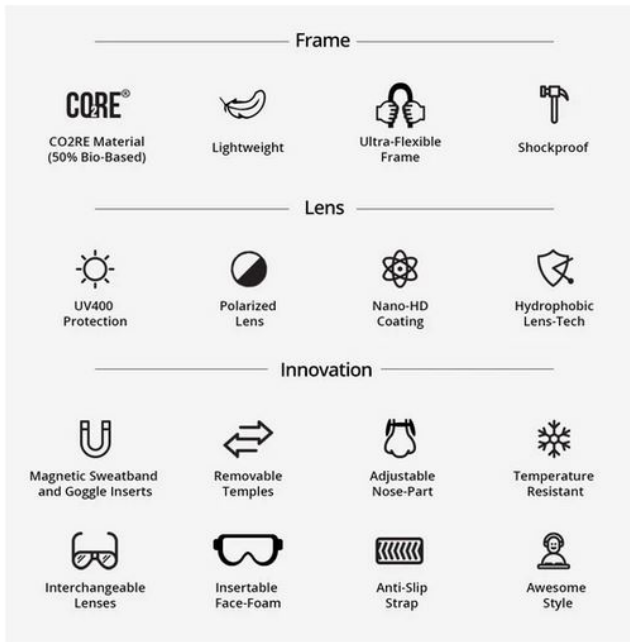 Frame
CO2RE®
CO2RE Material
(50% Bio-Based)
Lightweight
Ultra-Flexible
Frame
Shockproof
Lens
UV400
Protection
Polarized
Lens
Nano-HD
Coating
Hydrophobic
Lens-Tech
Innovation
Magnetic Sweatband
and Goggle Inserts
Removable
Temples
Adjustable
Nose-Part
Temperature
Resistant
Interchangeable
Lenses
Insertable
Face-Foam
Anti-Slip
Strap
Awesome
Style